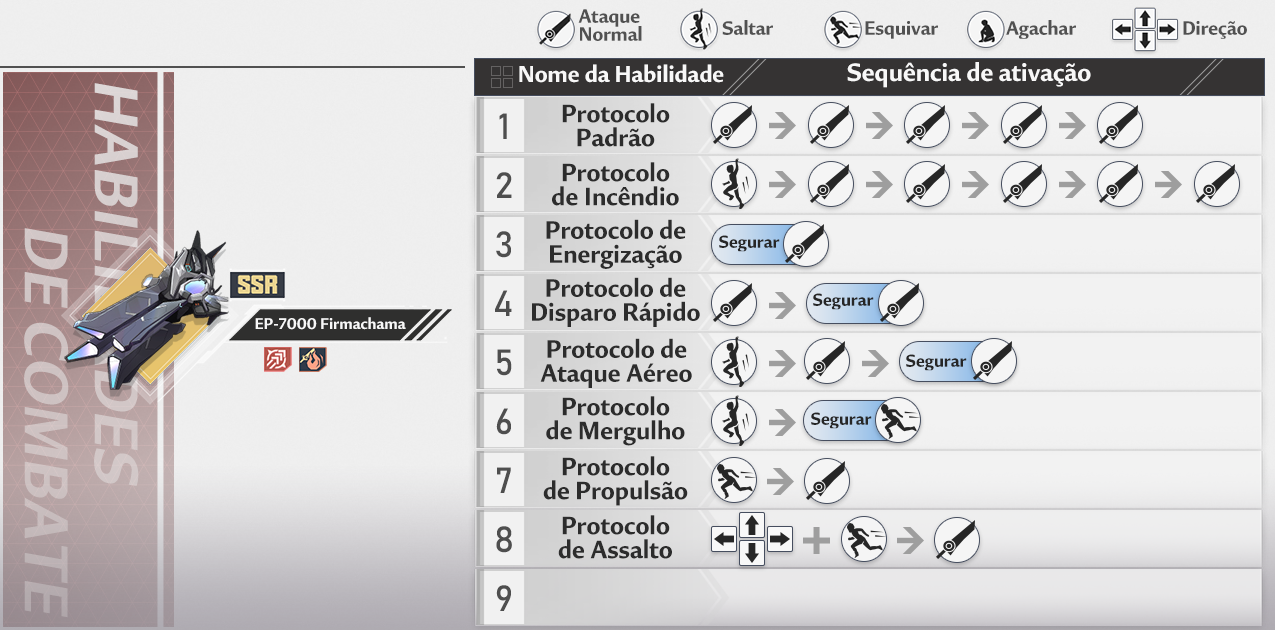 Ataque
Normal
Saltar
Esquivar
Agachar
Direção
HABILIDADES
DE COMBATE
SSR
EP-7000 Firmachama
Nome da Habilidade
Sequência de ativação
1
Protocolo
Padrão
2
Protocolo
de Incêndio
3
Protocolo de
Energização
Segurar
4
Protocolo de
Disparo Rápido
Segurar
5
Protocolo de
Ataque Aéreo
Segurar
6
Protocolo
de Mergulho
Segurar
7
Protocolo
de Propulsão
8
Protocolo
de Assalto
9